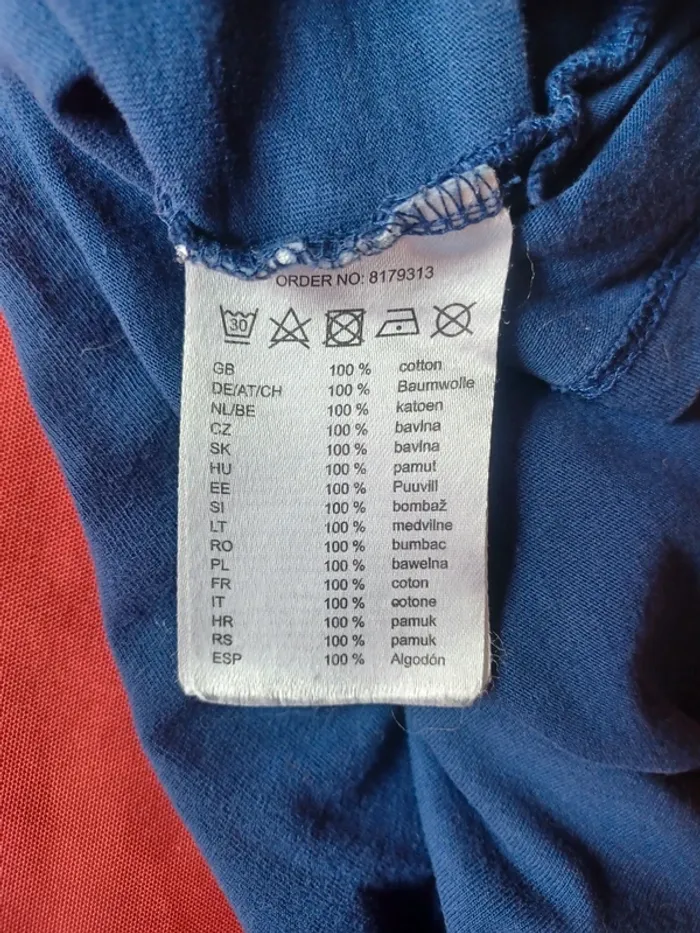 ORDER NO: 8179313
30
GB 100 % cotton
DE/AT/CH 100 % Baumwolle
NL/BE 100 % katoen
CZ 100 % bavlna
SK 100 % bavlna
HU 100 % pamut
EE 100 % Puuvill
SI 100 % bombaž
LT 100 % medvilne
RO 100 % bumbac
PL 100 % bawelna
FR 100 % coton
IT 100 % cotone
HR 100 % pamuk
RS 100 % pamuk
ESP 100 % Algodón